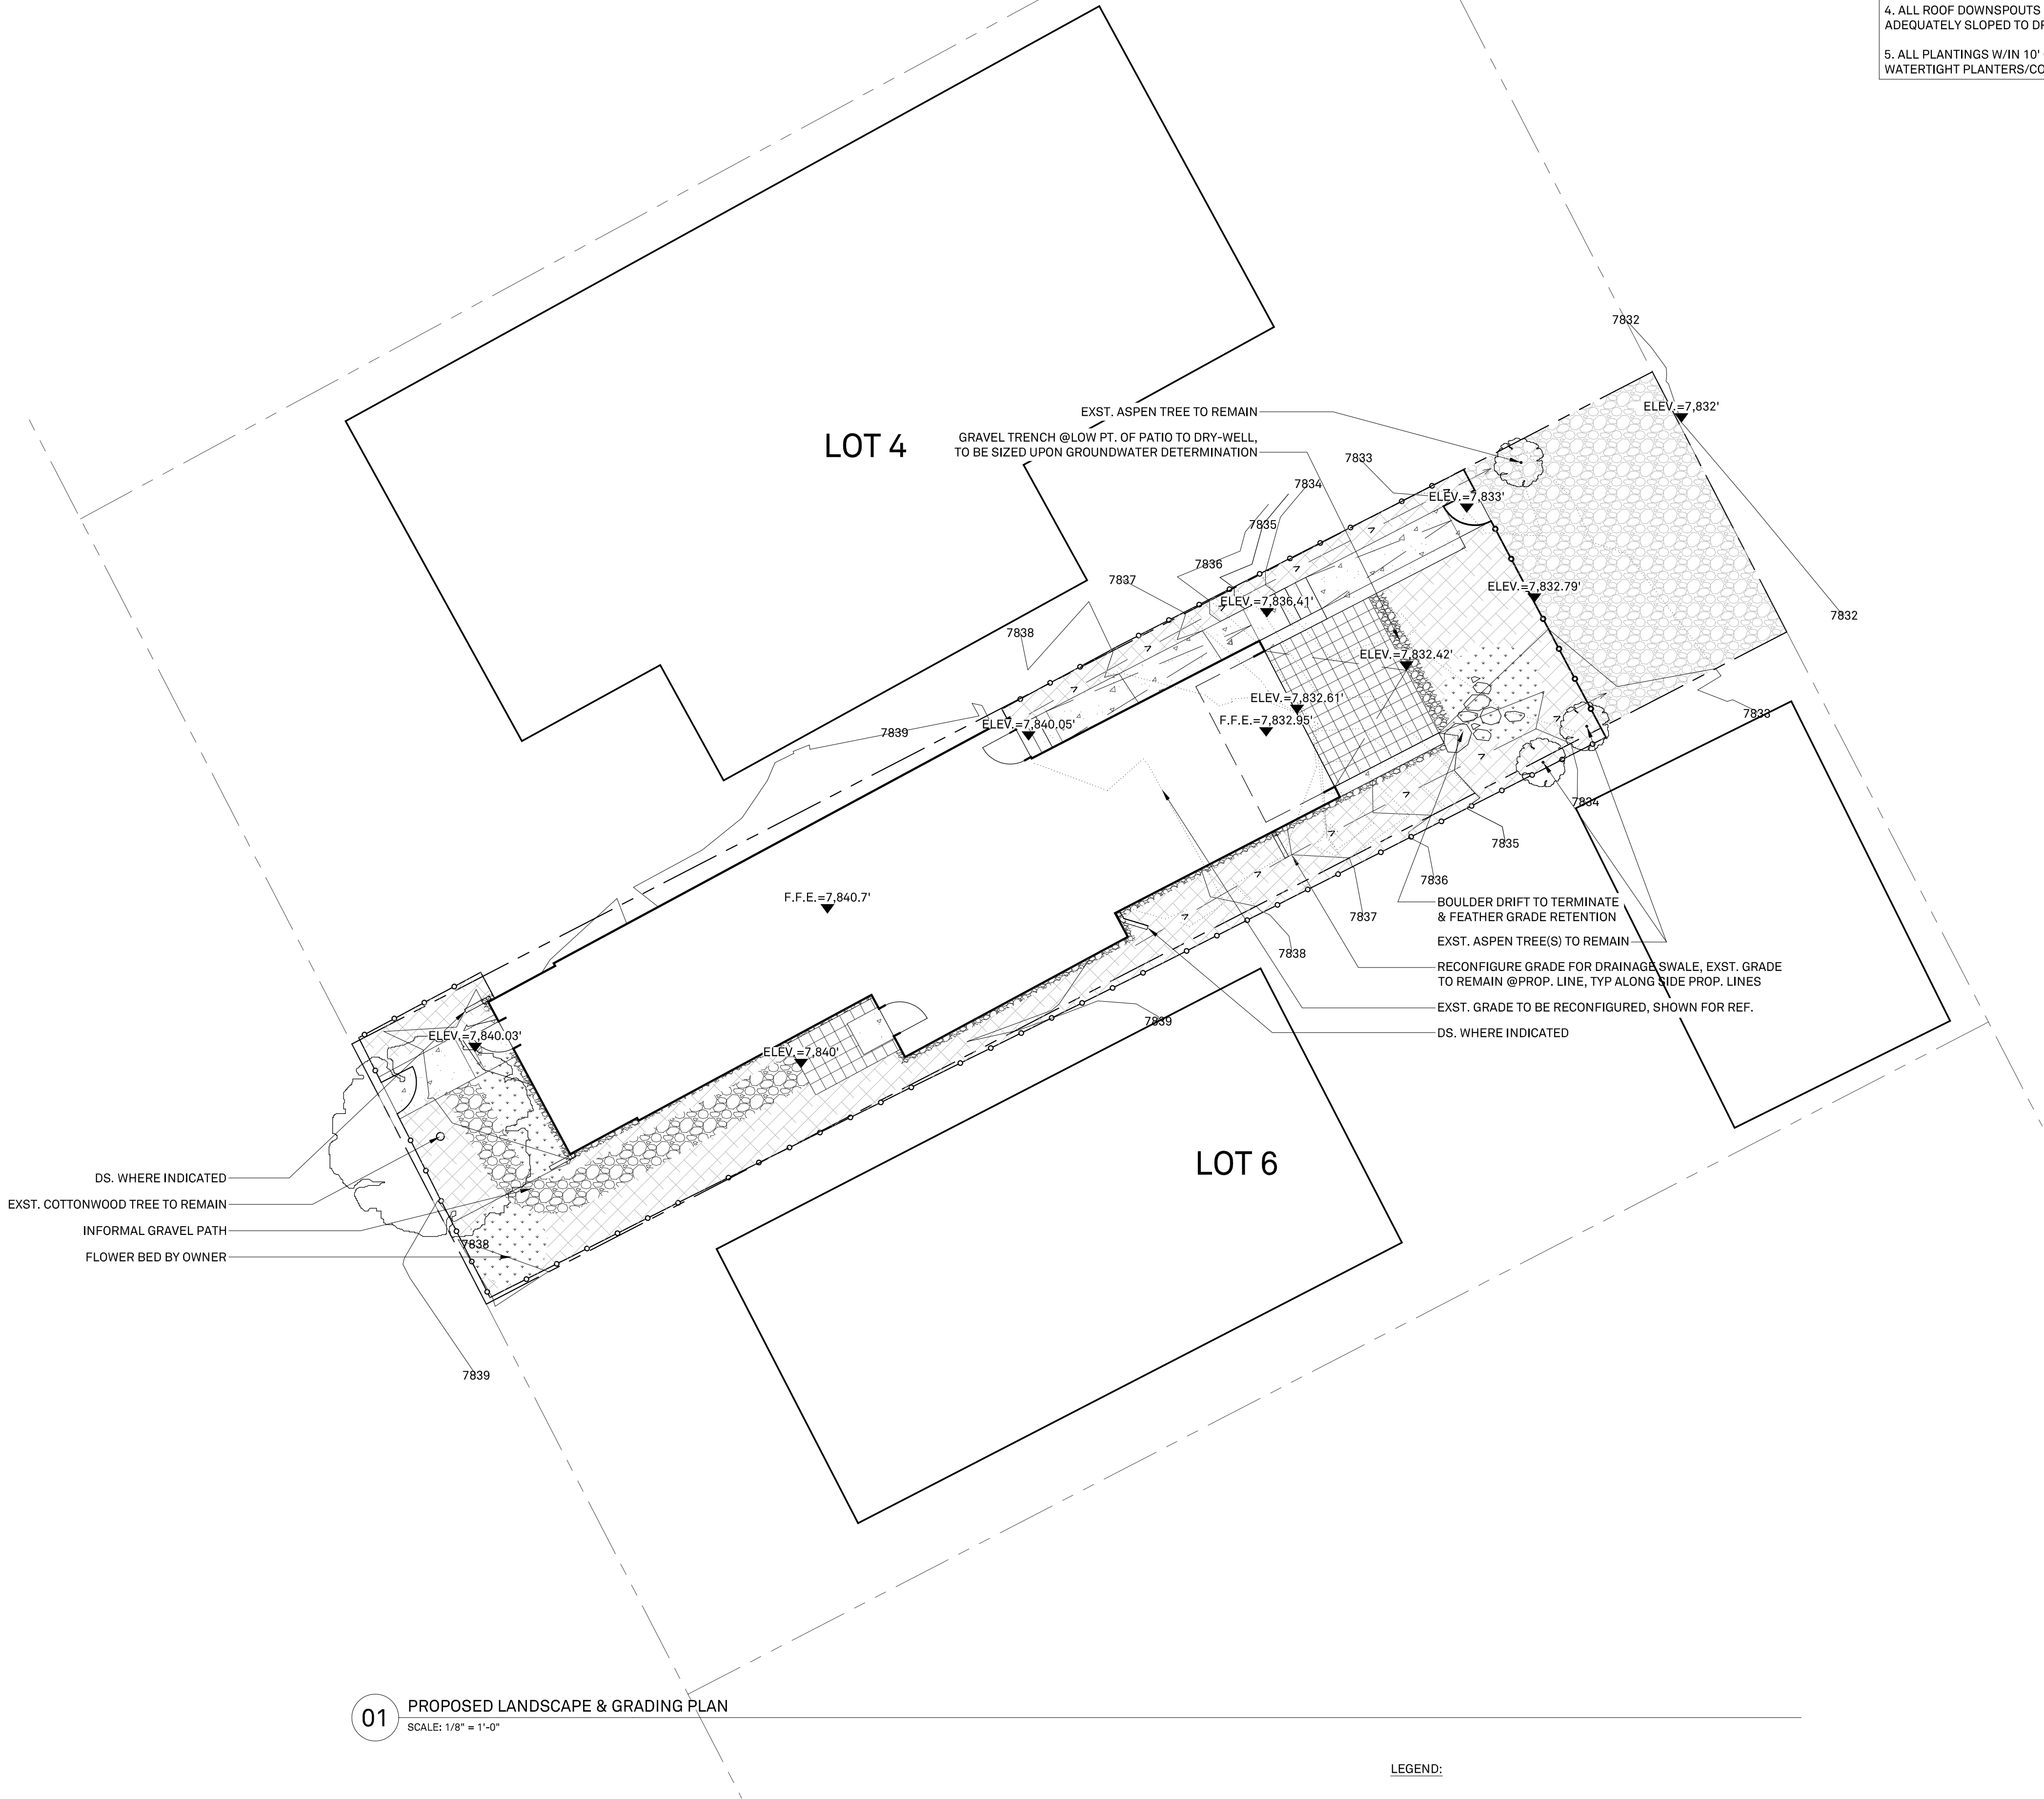 4. ALL ROOF DOWNSPOUTS
ADEQUATELY SLOPED TO
5. ALL PLANTINGS W/IN 10'
WATERTIGHT
7832
ELEV.=7,832'
EXST. ASPEN TREE TO REMAIN
LOT 4
GRAVEL TRENCH @LOW PT. OF PATIO TO DRY-WELL,
TO BE SIZED UPON GROUNDWATER DETERMINATION
7833
7834
ELEV.=7,833'
7835
7836
7837
ELEV.=7,832.79'
ELEV.=7,836.41'
7832
7838
ELEV.=7,832.42'
ELEV.=7,832.61'
7833
F.F.E.=7,832.95'
ELEV.=7,840.05'
7839
7834
7835
7836
F.F.E.=7,840.7'
BOULDER DRIFT TO TERMINATE
& FEATHER GRADE RETENTION
7837
EXST. ASPEN TREE(S) TO REMAIN
7838
RECONFIGURE GRADE FOR DRAINAGE SWALE, EXST. GRADE
TO REMAIN @PROP. LINE, TYP ALONG SIDE PROP. LINES
EXST. GRADE TO BE RECONFIGURED, SHOWN FOR REF.
7839
DS. WHERE INDICATED
ELEV.=7,840.03'
ELEV.=7,840'
LOT 6
DS. WHERE INDICATED
EXST. COTTONWOOD TREE TO REMAIN
INFORMAL GRAVEL PATH
7838
FLOWER BED BY OWNER
7839
01
PROPOSED LANDSCAPE & GRADING PLAN
SCALE: 1/8" = 1'-0"
LEGEND: